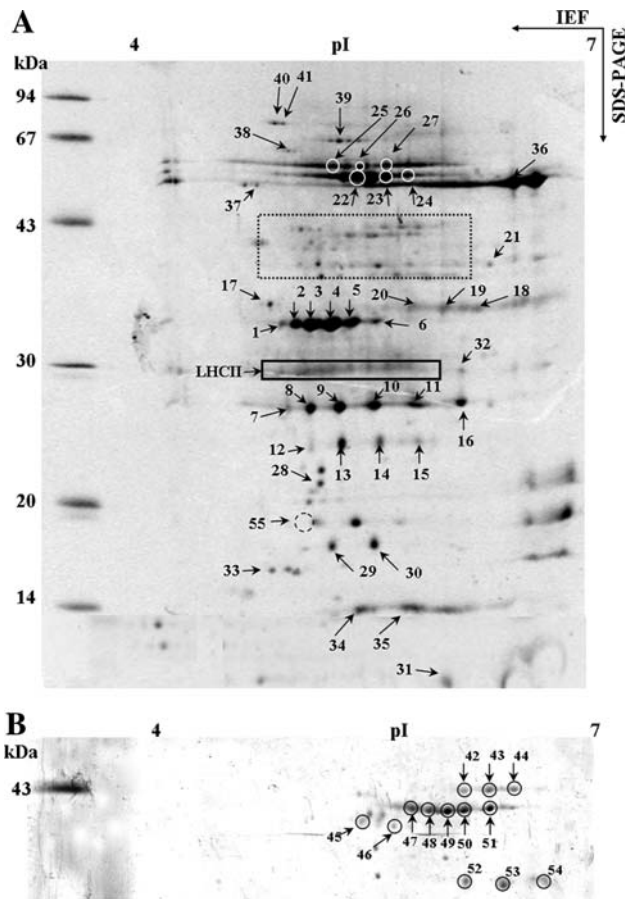 A
IEF
4 pI 7
SDS-PAGE
kDa
94
67
43
30
20
14
40 41
39 25 26 27
38
36
37 22 23 24
21
17 2 3 4 5 20 19 18
1 6
32
LHCII
8 9 10 11
7 16
12 13 14 15
28
55
33 29 30
34 35
31
B
4 pI 7
kDa
43
42 43 44
45 46 47 48 49 50 51
52 53 54